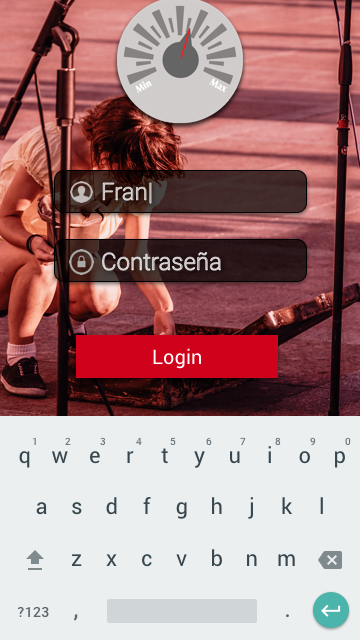 Min Max
Fran
Contraseña
Login
1 2 3 4 5 6 7 8 9 0
q w e r t y u i o p
a s d f g h j k l
z x c v b n m
?123 , .